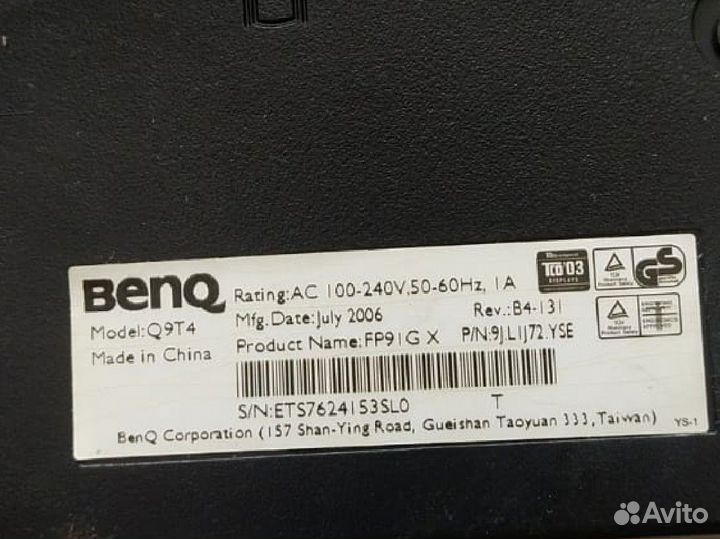 BenQ
Rating:AC 100-240V,50-60Hz, 1A
Model:Q9T4
Mfg. Date:July 2006
Rev.:B4-131
Made in China
Product Name:FP91G X
P/N:9J.L1J72.YSE
S/N:ETS7624153SL0
T
BenQ Corporation (157 Shan-Ying Road, Gueishan Taoyuan 333,Taiwan)
YS-1
TCO'03
DISPLAYS
GS
Avito